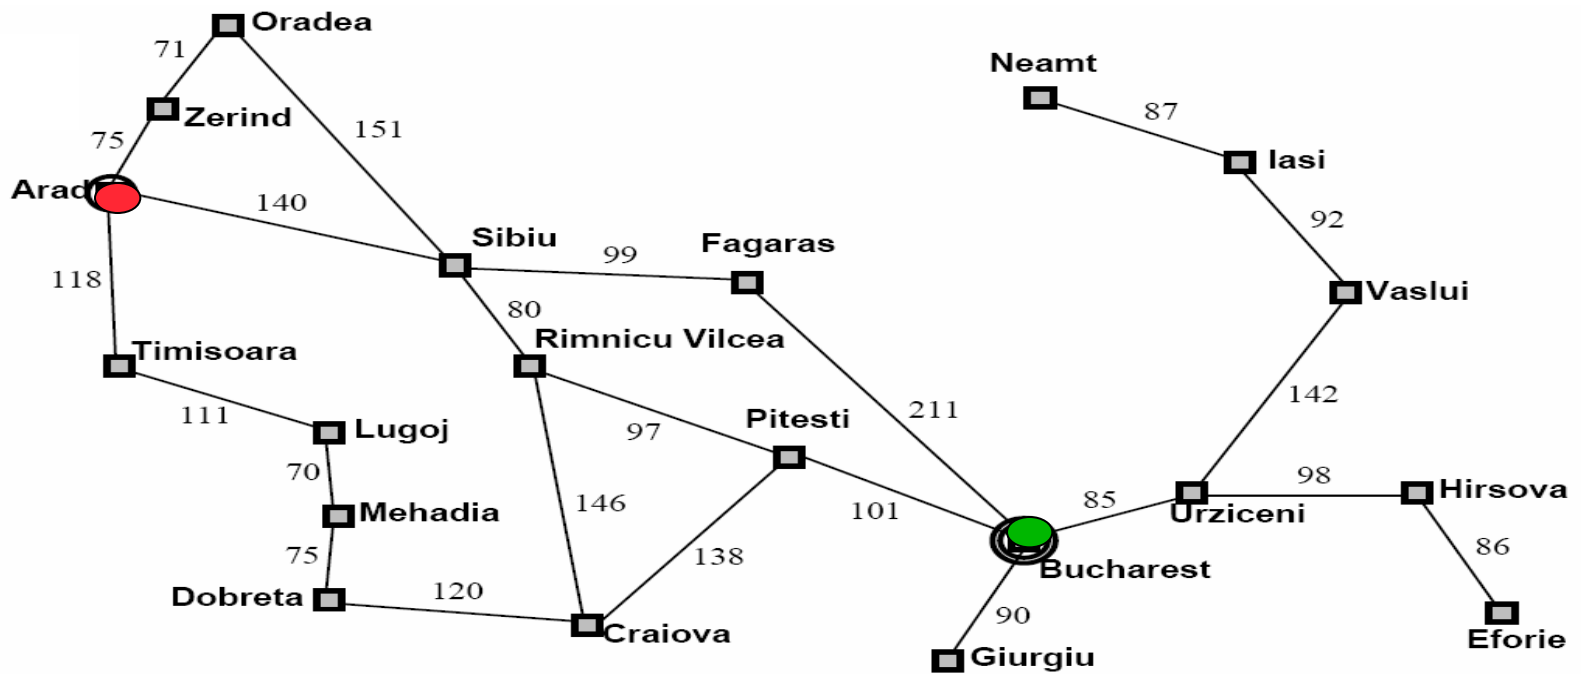 Oradea
71
Neamt
87
Zerind
151
75
Iasi
Arad
140
92
Sibiu
Fagaras
99
118
80
Vaslui
Rimnicu Vilcea
Timisoara
142
211
111
Pitesti
Lugoj
97
70
98
Hirsova
146
101
85
Mehadia
Urziceni
138
86
75
Bucharest
120
Dobreta
90
Craiova
Eforie
Giurgiu